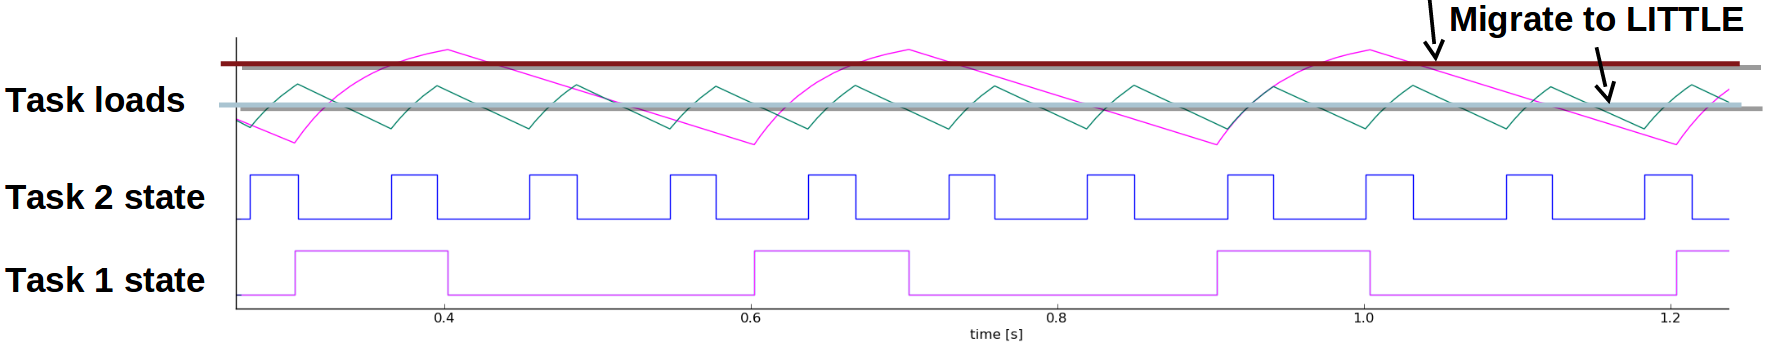 Migrate to LITTLE
Task loads
Task 2 state
Task 1 state
0.4 0.6 0.8 1.0 1.2
time [s]